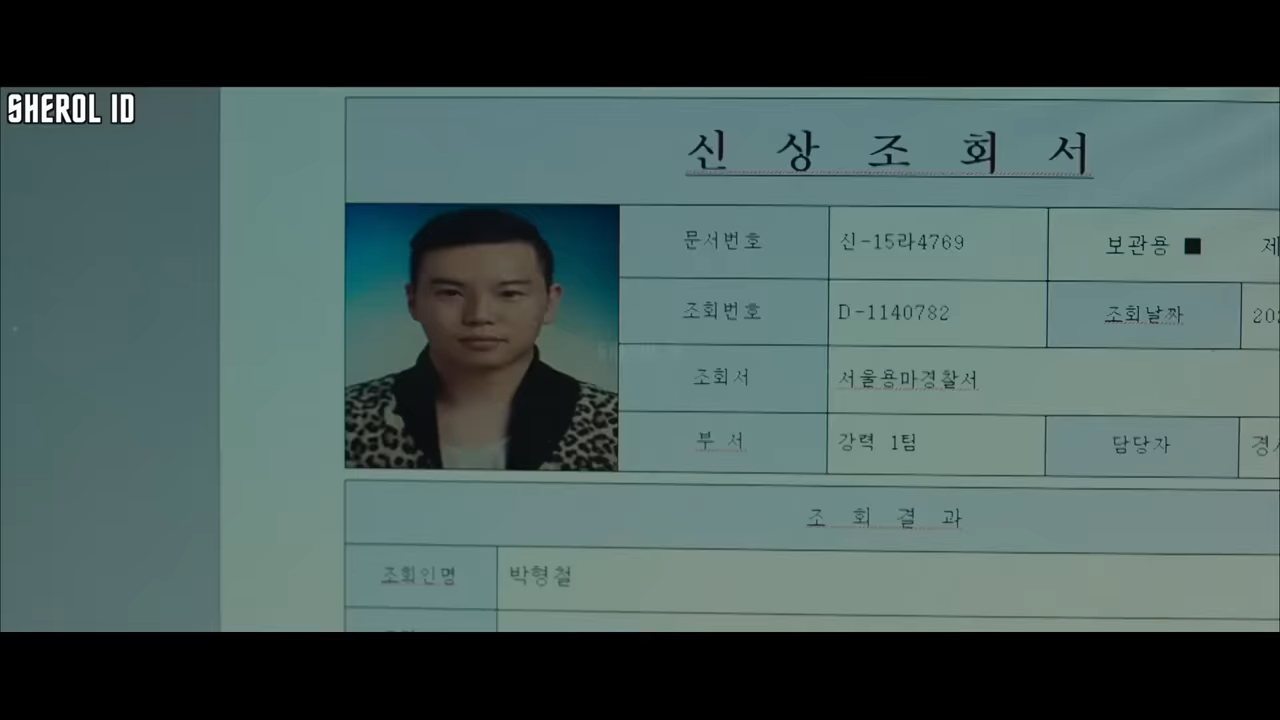 SHEROL ID
신 상 조 회 서
문서번호 신-15라4769 보관용 ■ 제
조회번호 D-1140782 조회날짜 202
조회서 서울용마경찰서
부 서 강력 1팀 담당자 경
조 회 결 과
조회인명 박형철